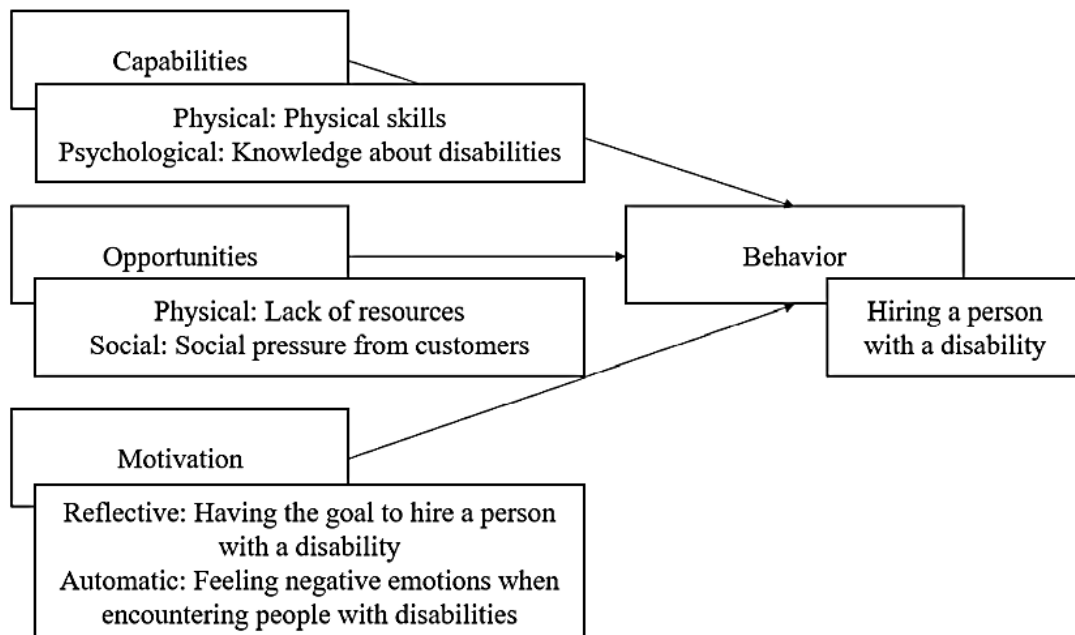 Capabilities
Physical: Physical skills
Psychological: Knowledge about disabilities
Opportunities
Physical: Lack of resources
Social: Social pressure from customers
Motivation
Reflective: Having the goal to hire a person
with a disability
Automatic: Feeling negative emotions when
encountering people with disabilities
Behavior
Hiring a person
with a disability